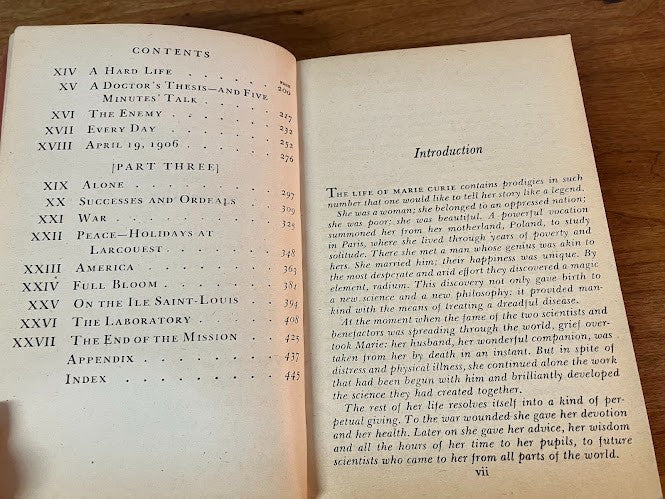 CONTENTS
PAGE
XIV A Hard Life . . . . . . 200
XV A Doctor's Thesis—and Five
Minutes' Talk . . . . . 217
XVI The Enemy . . . . . . 232
XVII Every Day . . . . . . 252
XVIII April 19, 1906 . . . . . 276
[PART THREE]
XIX Alone . . . . . . . 297
XX Successes and Ordeals . . . 309
XXI War . . . . . . . 329
XXII Peace—Holidays at
Larcouest . . . . . 348
XXIII America . . . . . . 363
XXIV Full Bloom . . . . . . 381
XXV On the Ile Saint-Louis . . . 394
XXVI The Laboratory . . . . . 408
XXVII The End of the Mission . . . 425
Appendix . . . . . . 437
Index . . . . . . . 445
Introduction
The life of Marie Curie contains prodigies in such
number that one would like to tell her story like a legend.
She was a woman; she belonged to an oppressed nation;
she was poor; she was beautiful. A powerful vocation
summoned her from her motherland, Poland, to study
in Paris, where she lived through years of poverty and
solitude. There she met a man whose genius was akin to
hers. She married him; their happiness was unique. By
the most desperate and arid effort they discovered a magic
element, radium. This discovery not only gave birth to
a new science and a new philosophy: it provided man-
kind with the means of treating a dreadful disease.
At the moment when the fame of the two scientists and
benefactors was spreading through the world, grief over-
took Marie: her husband, her wonderful companion, was
taken from her by death in an instant. But in spite of
distress and physical illness, she continued alone the work
that had been begun with him and brilliantly developed
the science they had created together.
The rest of her life resolves itself into a kind of per-
petual giving. To the war wounded she gave her devotion
and her health. Later on she gave her advice, her wisdom
and all the hours of her time to her pupils, to future
scientists who came to her from all parts of the world.
vii